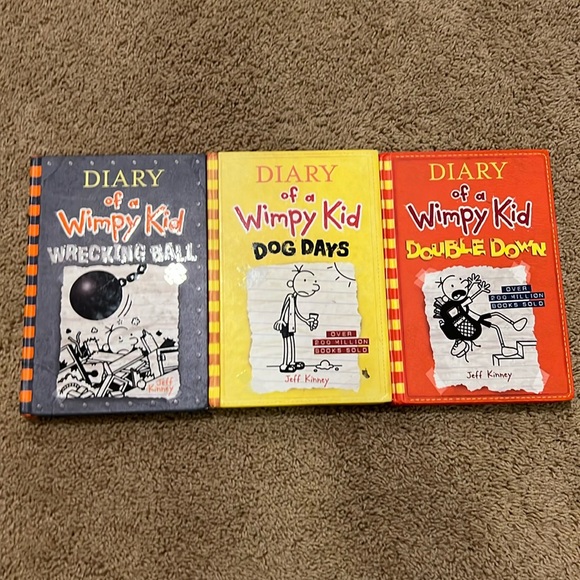 DIARY
of a
Wimpy Kid
WRECKING BALL
Jeff
Kinney
DIARY
of a
Wimpy Kid
DOG DAYS
OVER
200 MILLION
BOOKS SOLD
Jeff Kinney
DIARY
of a
Wimpy Kid
DOUBLE DOWN
OVER
200 MILLION
BOOKS SOLD
Jeff Kinney